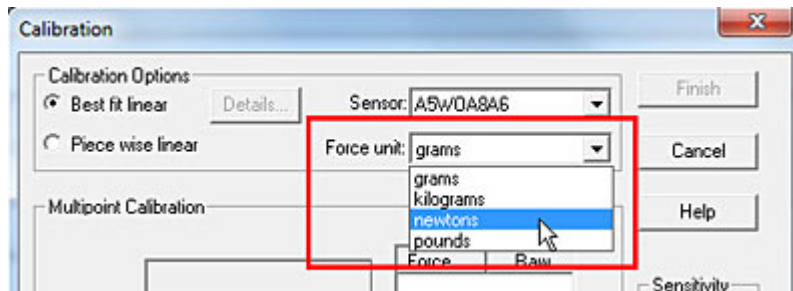 Calibration
Calibration Options
Best fit linear
Details...
Sensor: A5W0A8A6
Finish
Piece wise linear
Force unit: grams
Cancel
grams
kilograms
newtons
pounds
Multipoint Calibration
Help
Force Raw
Sensitivity